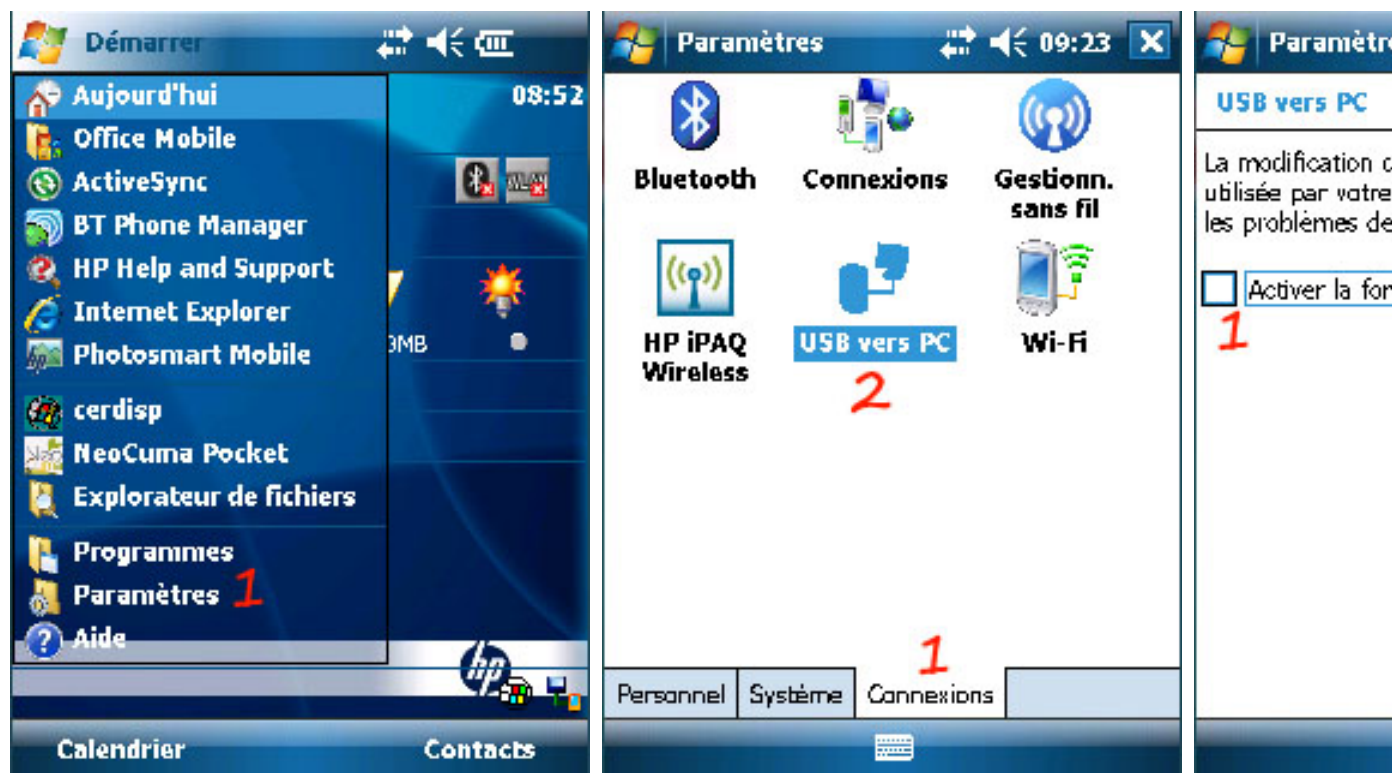 Démarrer
Aujourd'hui
08:52
Office Mobile
ActiveSync
WLAN
BT Phone Manager
HP Help and Support
Internet Explorer
Photosmart Mobile
MB
cerdisp
NeoCuma Pocket
Explorateur de fichiers
Programmes
Paramètres 1
Aide
hp
Calendrier
Contacts
Paramètres
09:23
Bluetooth
Connexions
Gestionn.
sans fil
HP iPAQ
Wireless
USB vers PC
Wi-Fi
2
1
Personnel
Système
Connexions
Paramètre
USB vers PC
La modification
utilisée par votre
les problèmes de
Activer la
1